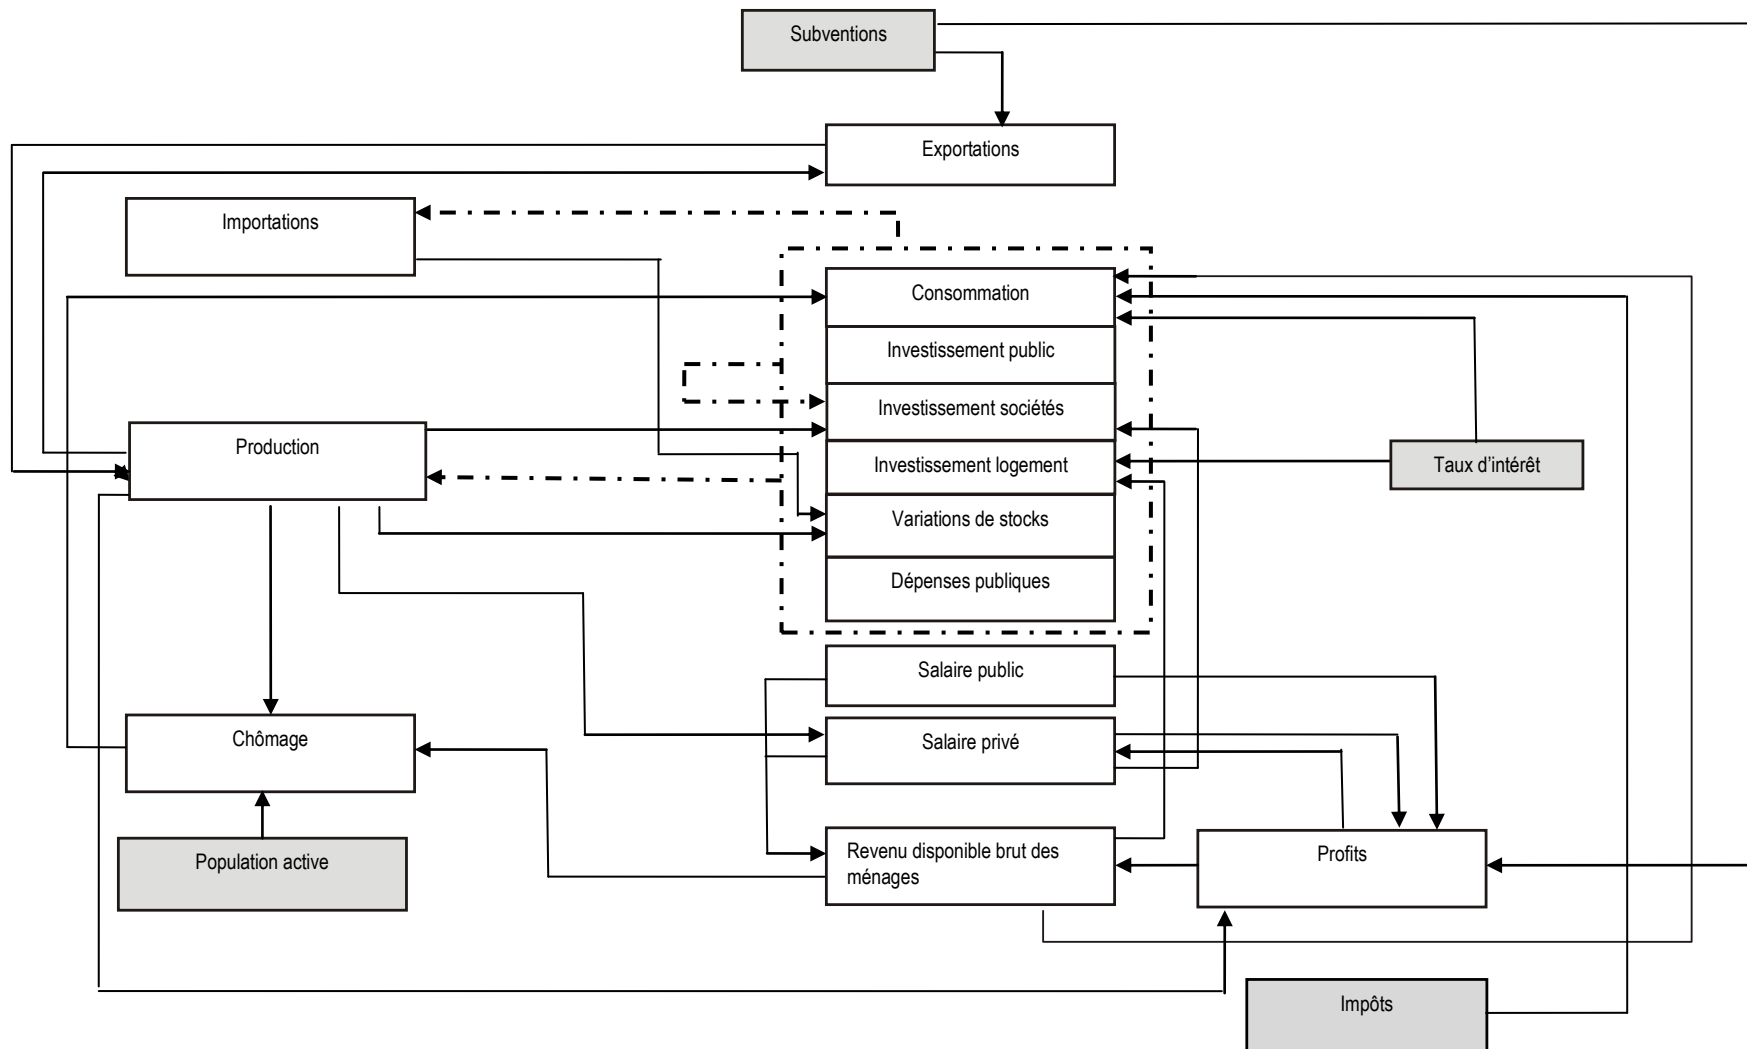 Subventions
Exportations
Importations
Consommation
Investissement public
Investissement sociétés
Production
Investissement logement
Taux d'intérêt
Variations de stocks
Dépenses publiques
Salaire public
Chômage
Salaire privé
Population active
Revenu disponible brut des
ménages
Profits
Impôts